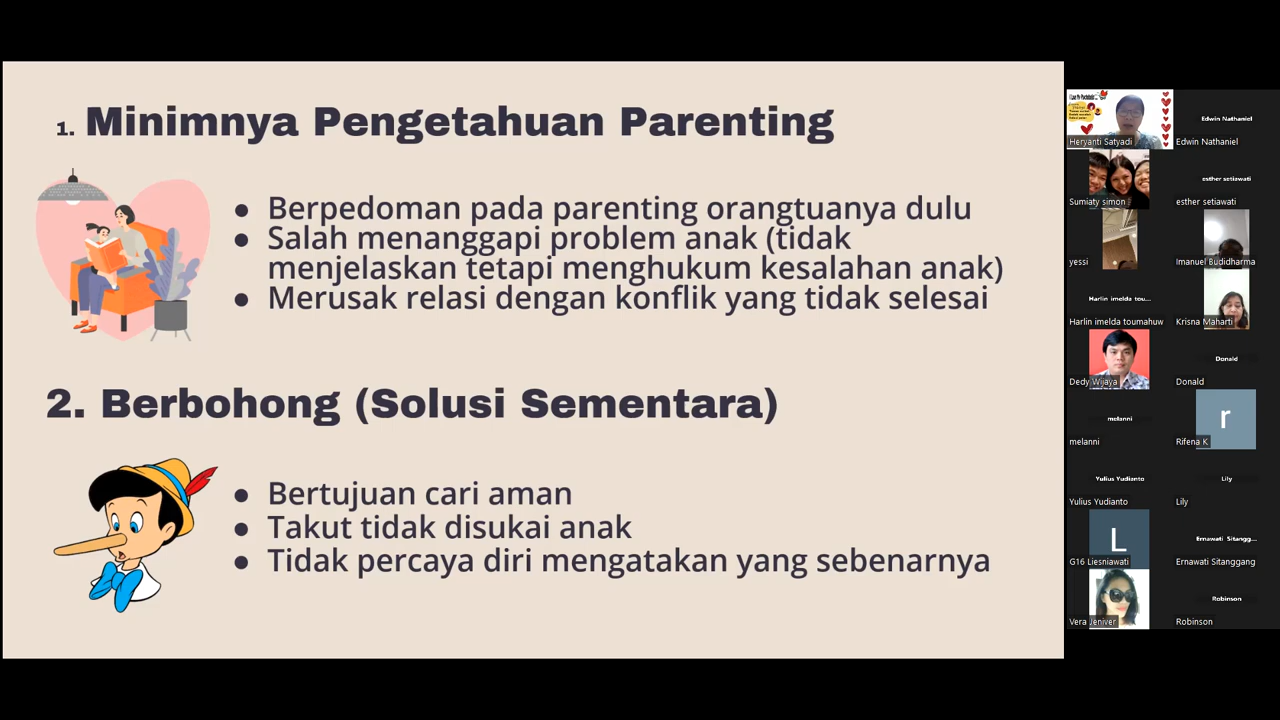 1. Minimnya Pengetahuan Parenting
● Berpedoman pada parenting orangtuanya dulu
● Salah menanggapi problem anak (tidak
menjelaskan tetapi menghukum kesalahan anak)
● Merusak relasi dengan konflik yang tidak selesai
2. Berbohong (Solusi Sementara)
● Bertujuan cari aman
● Takut tidak disukai anak
● Tidak percaya diri mengatakan yang sebenarnya
Heryanti Satyadi
Edwin Nathaniel
Edwin Nathaniel
Sumiaty simon
esther setiawati
esther setiawati
yessi
Imanuel Budidharma
Harlin imelda tou...
Harlin imelda toumahuw
Krisna Maharti
Dedy Wijaya
Donald
Donald
melanni
melanni
r
Rifena K
Yulius Yudianto
Yulius Yudianto
Lily
Lily
L
G16 Liesniawati
Ernawati Sitangg...
Ernawati Sitanggang
Vera Jeniver
Robinson
Robinson